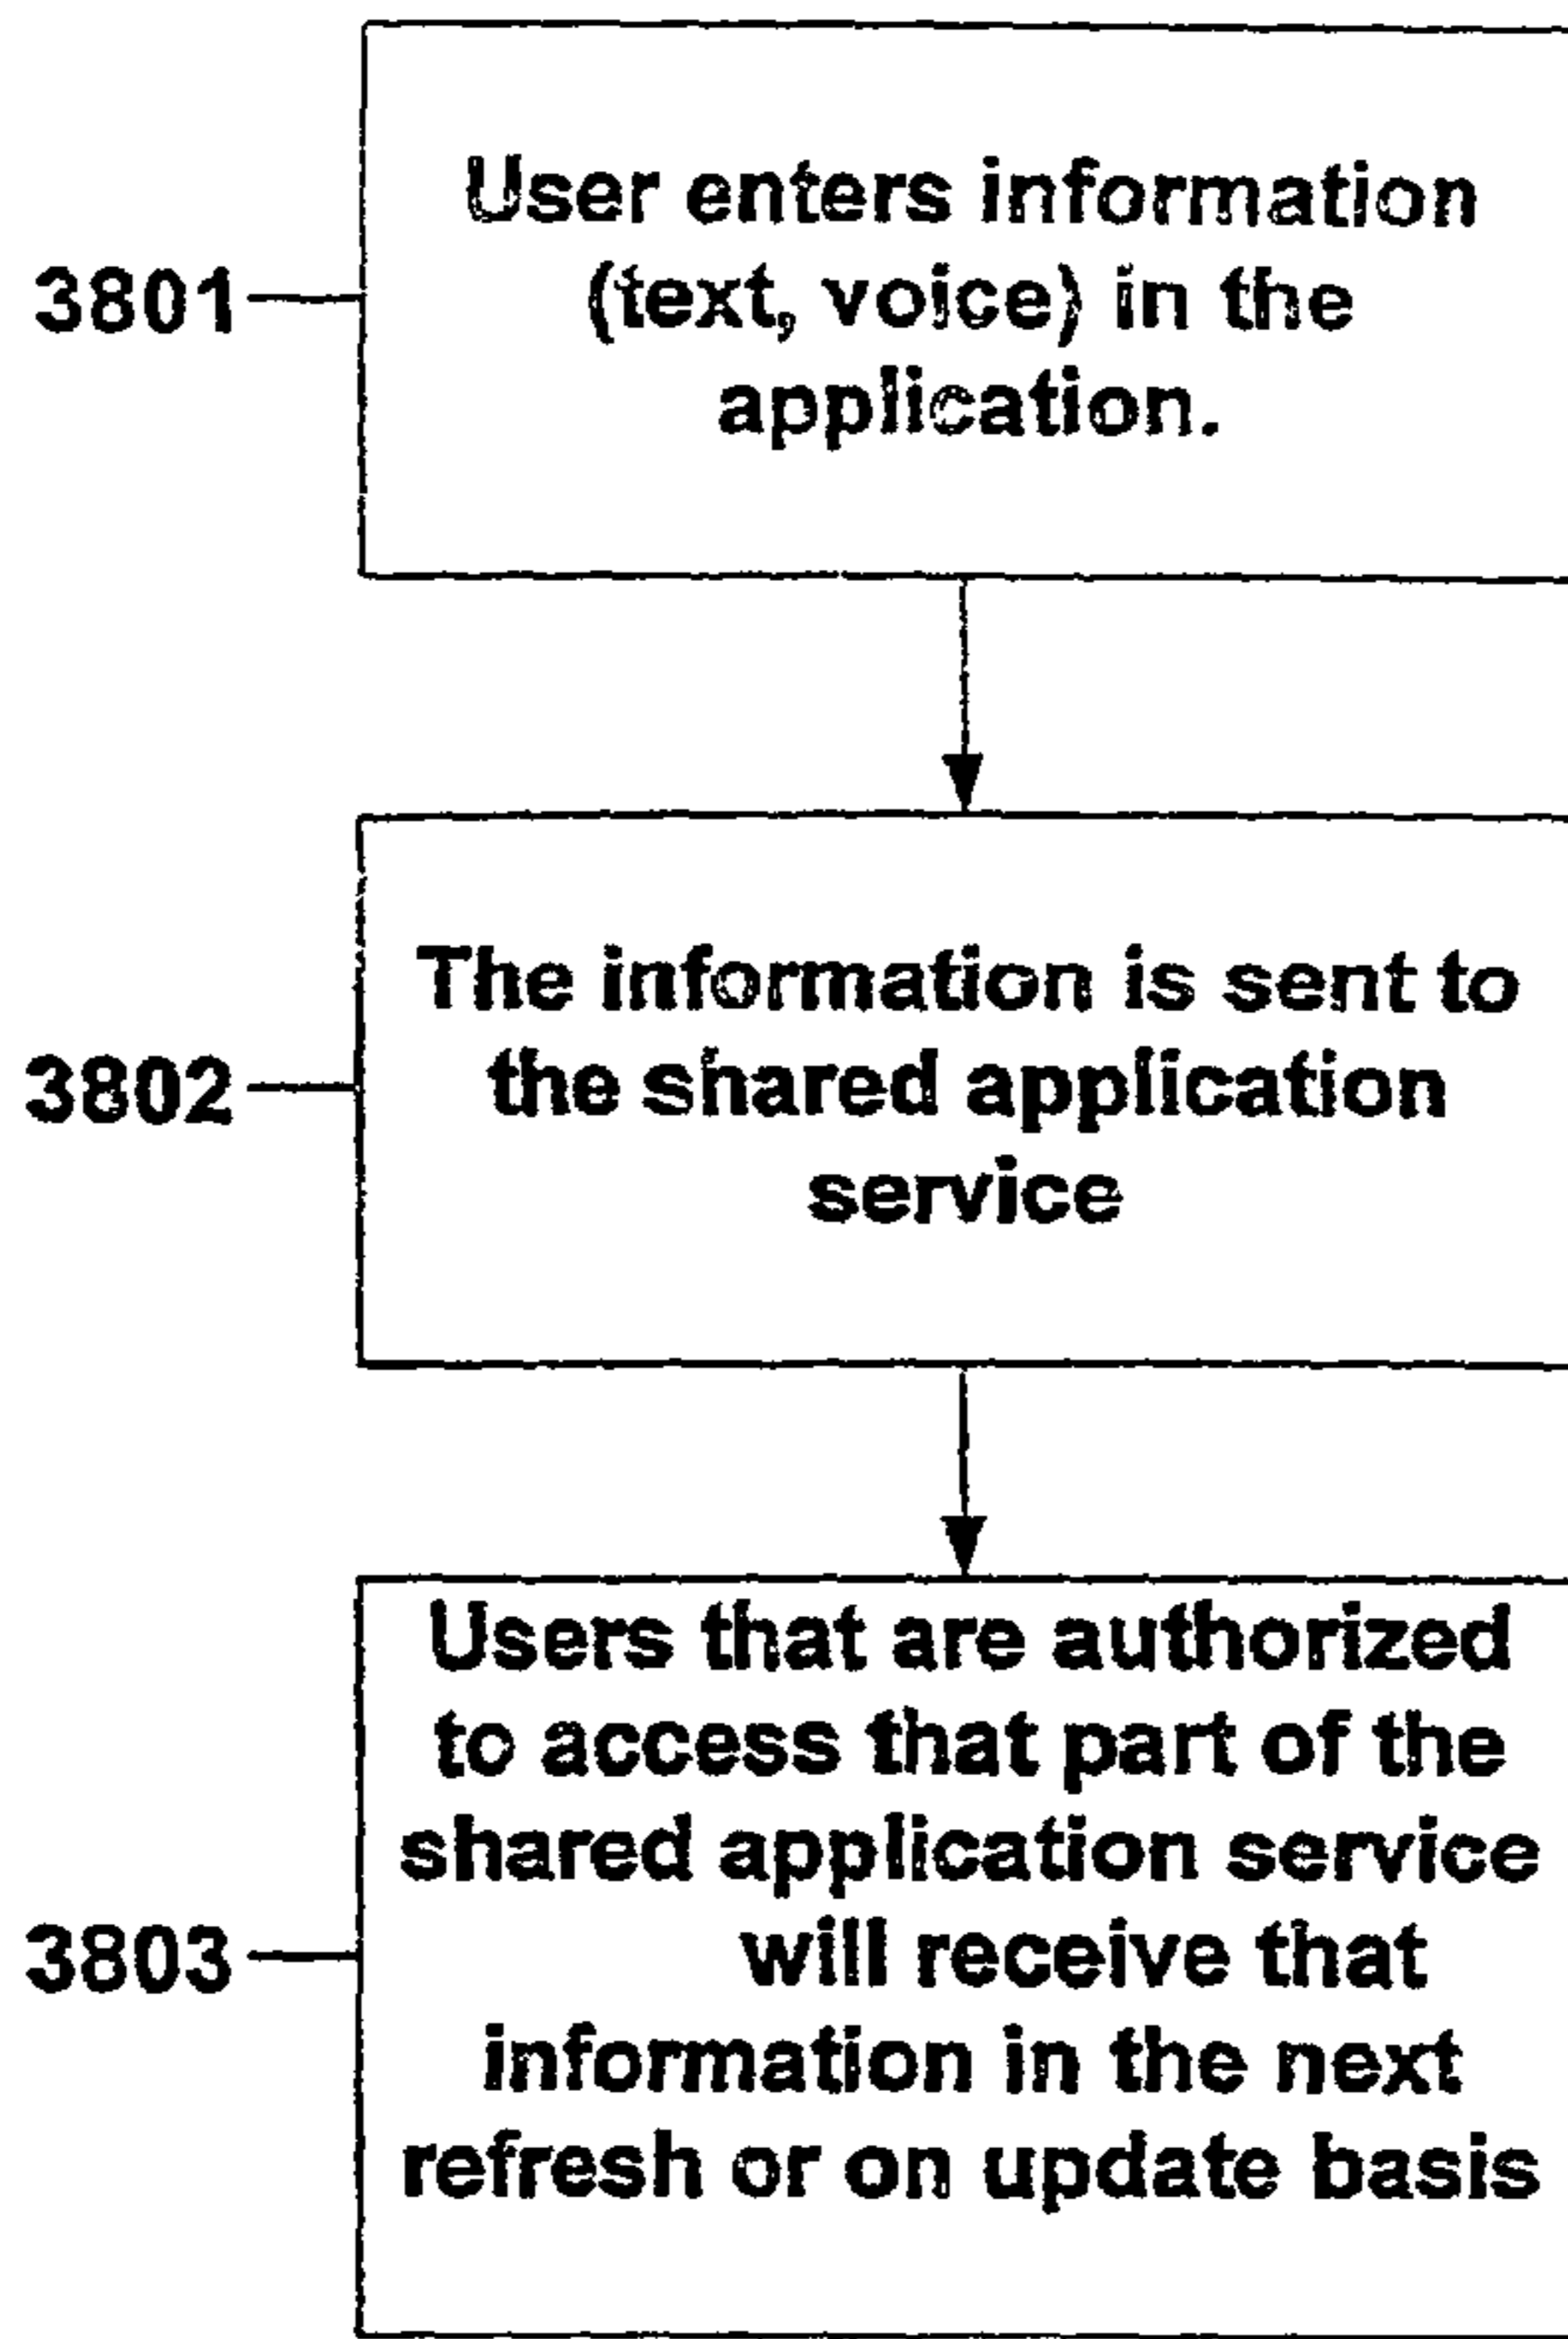 User enters information
3801
(text, voice) in the
application.
The information is sent to
3802
the shared application
service
Users that are authorized
to access that part of the
shared application service
3803
will receive that
information in the next
refresh or on update basis